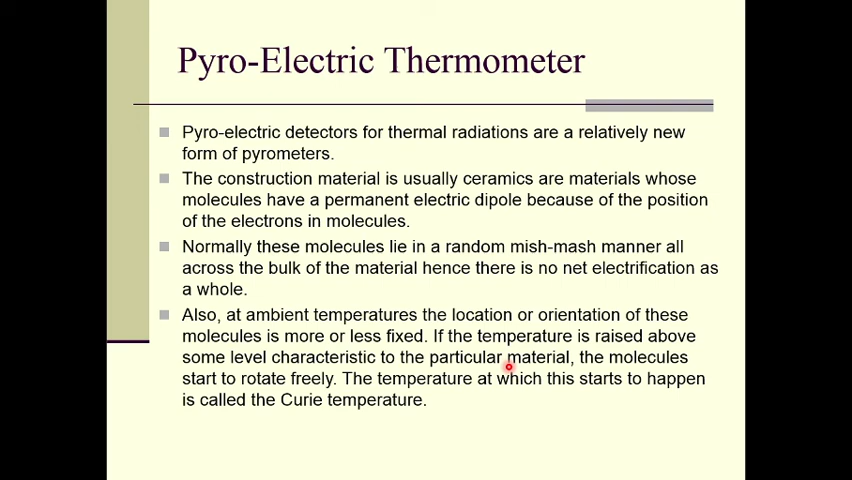 Pyro-Electric Thermometer
Pyro-electric detectors for thermal radiations are a relatively new
form of pyrometers.
The construction material is usually ceramics are materials whose
molecules have a permanent electric dipole because of the position
of the electrons in molecules.
Normally these molecules lie in a random mish-mash manner all
across the bulk of the material hence there is no net electrification as
a whole.
Also, at ambient temperatures the location or orientation of these
molecules is more or less fixed. If the temperature is raised above
some level characteristic to the particular material, the molecules
start to rotate freely. The temperature at which this starts to happen
is called the Curie temperature.